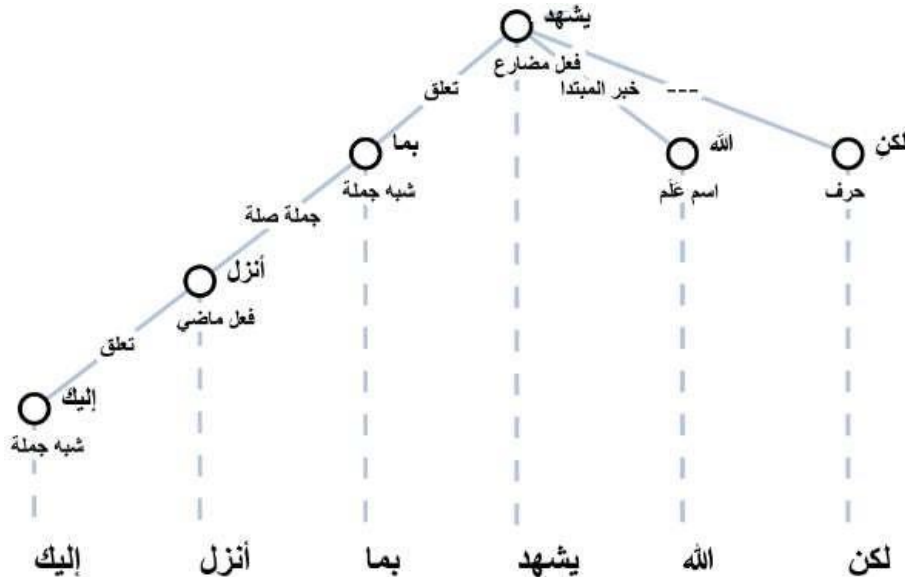 يشهد
فعل مضارع
تعلق
خبر المبتدا
---
بما
شبه جملة
الله
اسم عَلَم
لكنِ
حرف
جملة صلة
أنزل
فعل ماضي
تعلق
إليك
شبه جملة
لكن الله يشهد بما أنزل إليك